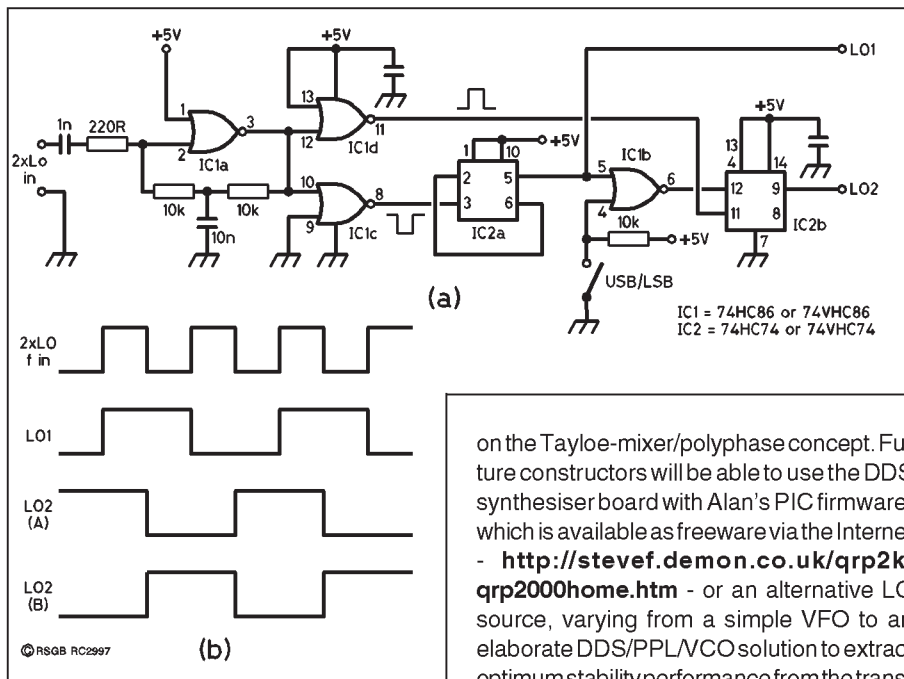 +5V
+5V
LO1
1n
220R
1
3
13
12
11
2
IC1a
IC1d
+5V
2xLo
in
10k
10k
10
8
1
10
+5V
IC1b
13
4
14
10n
9
IC1c
2
5
5
6
12
9
LO2
3
6
4
11
8
IC2a
10k
+5V
7
IC2b
USB/LSB
(a)
IC1 = 74HC86 or 74VHC86
IC2 = 74HC74 or 74VHC74
2xLO
f in
LO1
LO2
(A)
LO2
(B)
©RSGB RC2997
(b)
on the Tayloe-mixer/polyphase concept. Fu
ture constructors will be able to use the DDS
synthesiser board with Alan's PIC firmware
which is available as freeware via the Interne
- http://stevef.demon.co.uk/qrp2k
qrp2000home.htm - or an alternative LO
source, varying from a simple VFO to an
elaborate DDS/PPL/VCO solution to extrac
optimum stability performance from the trans